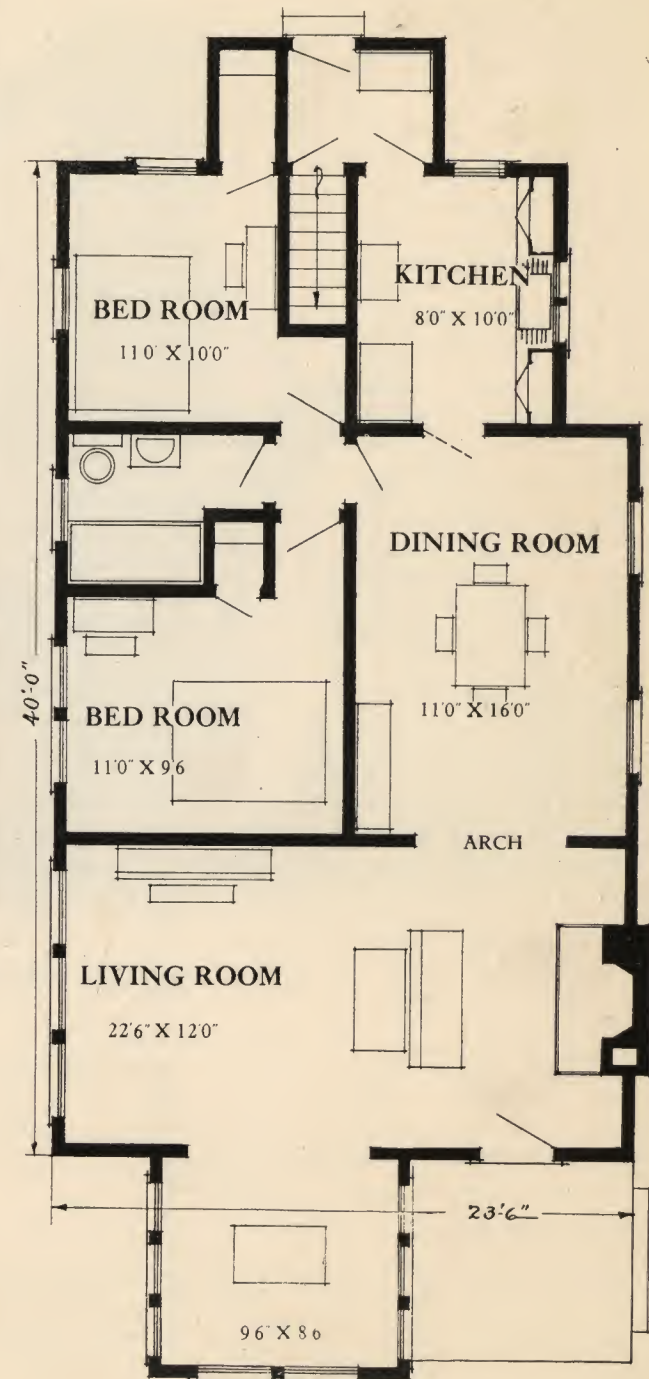 KITCHEN
8'0" X 10'0"
BED ROOM
11'0' X 10'0"
DINING ROOM
11'0" X 16'0"
40'-0"
BED ROOM
11'0" X 9'6
ARCH
LIVING ROOM
22'6" X 12'0"
23'-6"
9'6" X 8'6